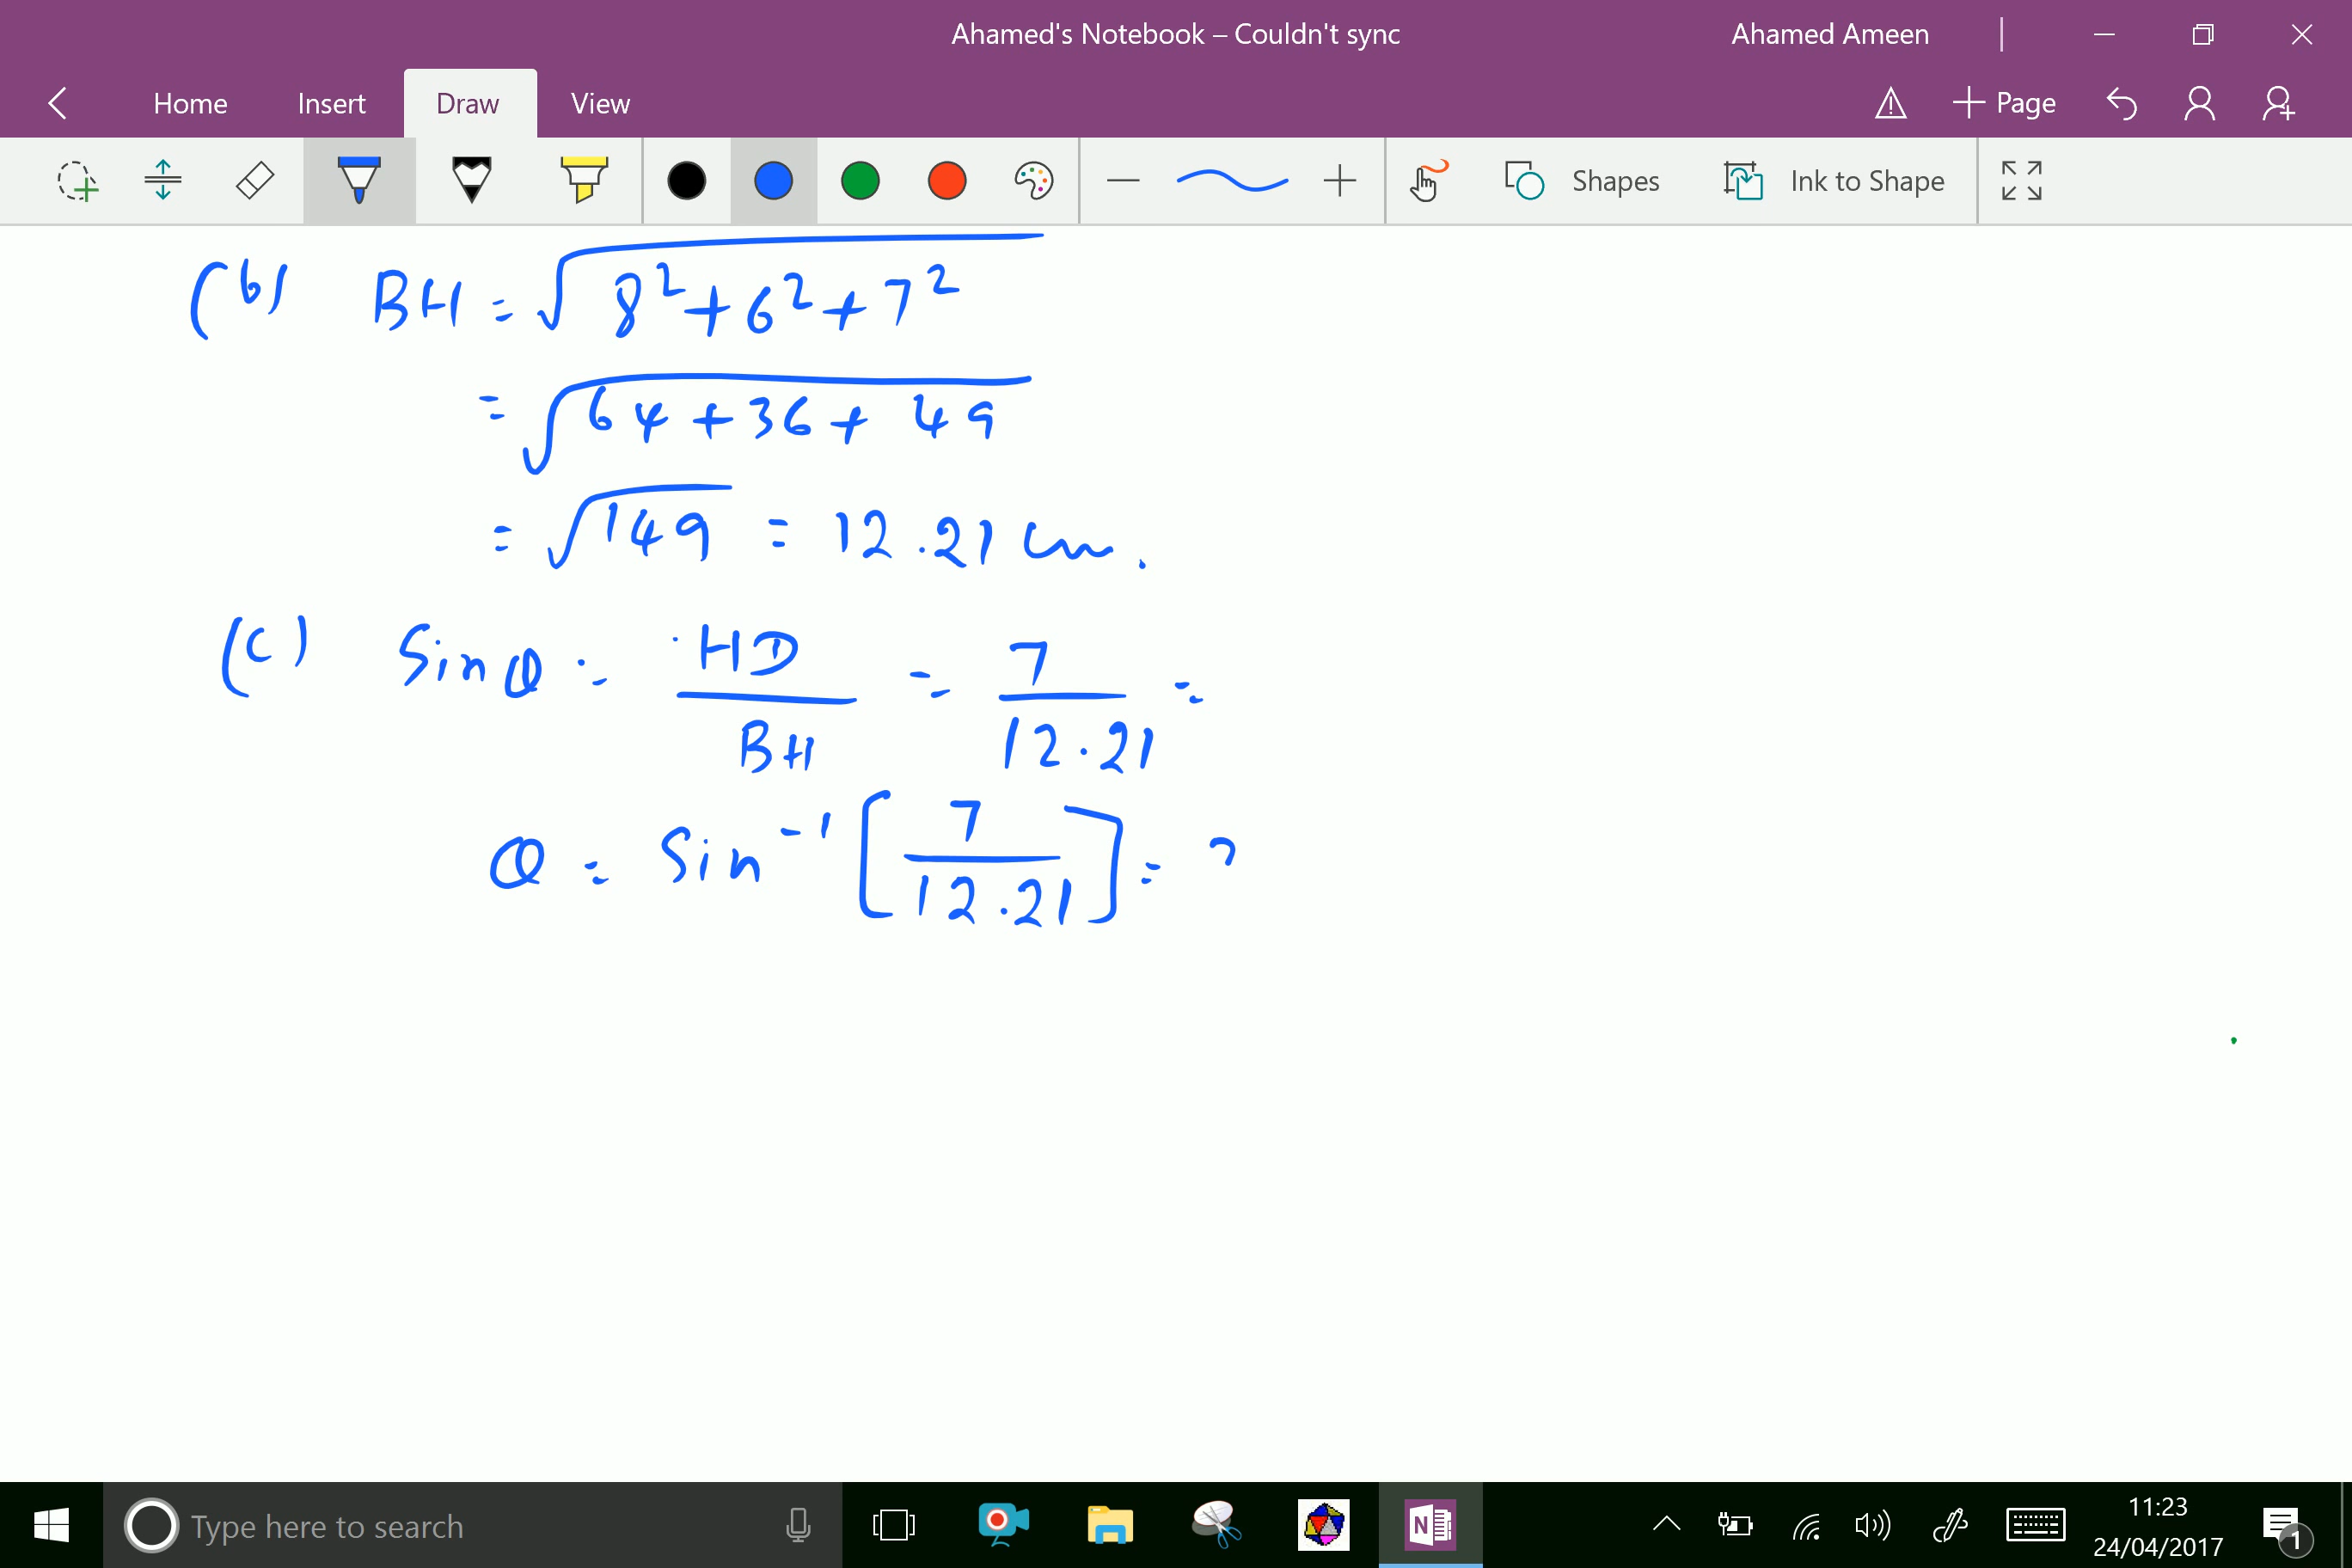 Ahamed's Notebook – Couldn't sync
Ahamed Ameen
Home Insert Draw View
Page
Shapes Ink to Shape
(b) BH = √8²+6²+7²
= √64+36+49
= √149 = 12.21 cm.
(c) Sin θ = HD / BH = 7 / 12.21 =
θ = Sin⁻¹ [7 / 12.21] =
Type here to search
N
11:23
24/04/2017
1